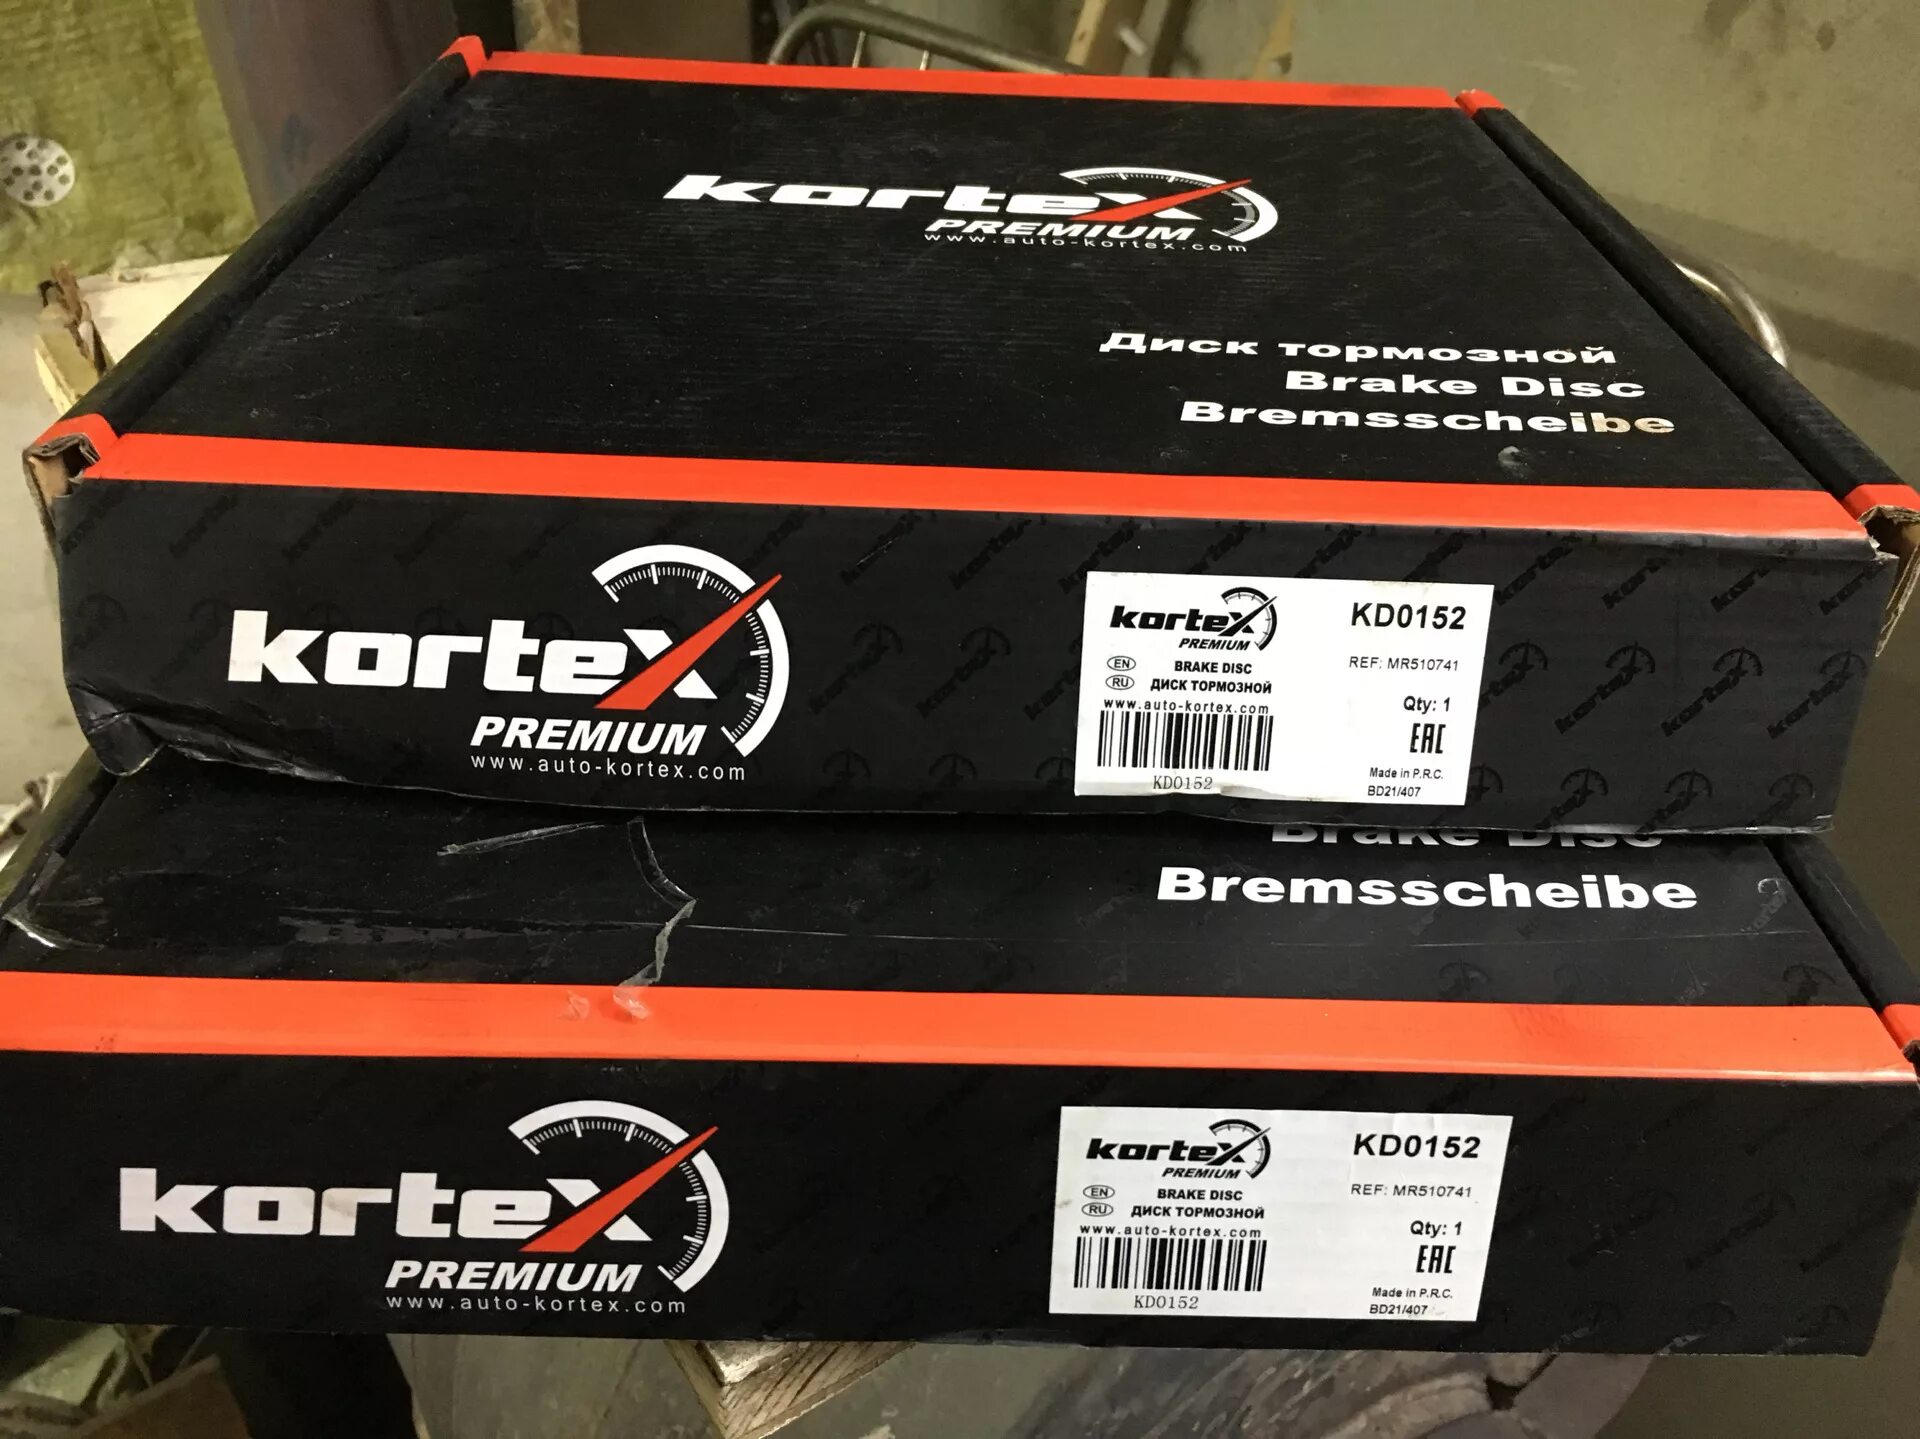 kortex
PREMIUM
www.auto-kortex.com
Диск тормозной
Brake Disc
Bremsscheibe
kortex
PREMIUM
www.auto-kortex.com
kortex
PREMIUM
KD0152
REF: MR510741
EN BRAKE DISC
RU ДИСК ТОРМОЗНОЙ
www.auto-kortex.com
Qty: 1
EAC
KD0152
Made in P.R.C.
BD21/407
Brake Disc
Bremsscheibe
kortex
PREMIUM
www.auto-kortex.com
kortex
PREMIUM
KD0152
REF: MR510741
EN BRAKE DISC
RU ДИСК ТОРМОЗНОЙ
www.auto-kortex.com
Qty: 1
EAC
KD0152
Made in P.R.C.
BD21/407